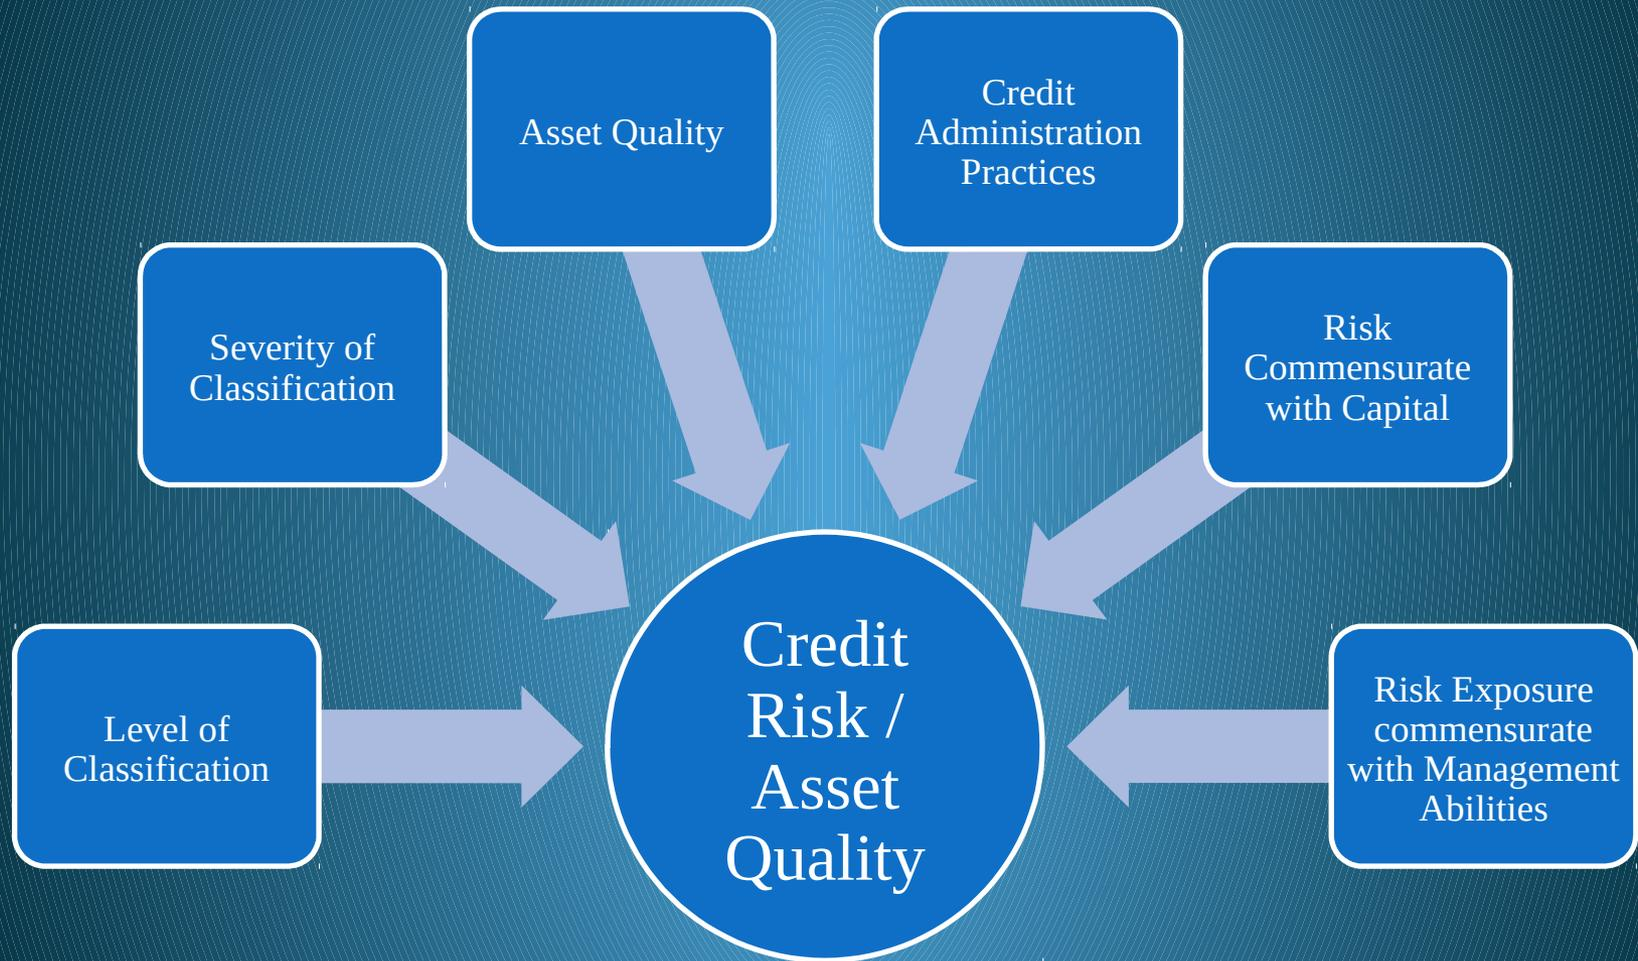 Asset Quality
Credit
Administration
Practices
Severity of
Classification
Risk
Commensurate
with Capital
Level of
Classification
Credit
Risk /
Asset
Quality
Risk Exposure
commensurate
with Management
Abilities